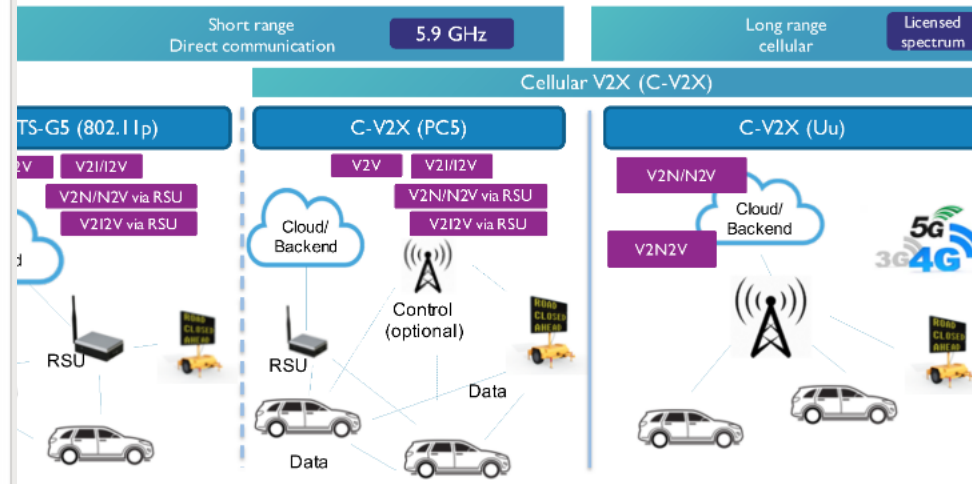 Short range
Direct communication
5.9 GHz
Long range
cellular
Licensed
spectrum
Cellular V2X (C-V2X)
TS-G5 (802.11p)
C-V2X (PC5)
C-V2X (Uu)
2V
V2I/I2V
V2N/N2V via RSU
V2I2V via RSU
d
RSU
ROAD
CLOSED
AHEAD
V2V
V2I/I2V
V2N/N2V via RSU
V2I2V via RSU
Cloud/
Backend
Control
(optional)
RSU
ROAD
CLOSED
AHEAD
Data
Data
V2N/N2V
Cloud/
Backend
V2N2V
5G
3G 4G
ROAD
CLOSED
AHEAD